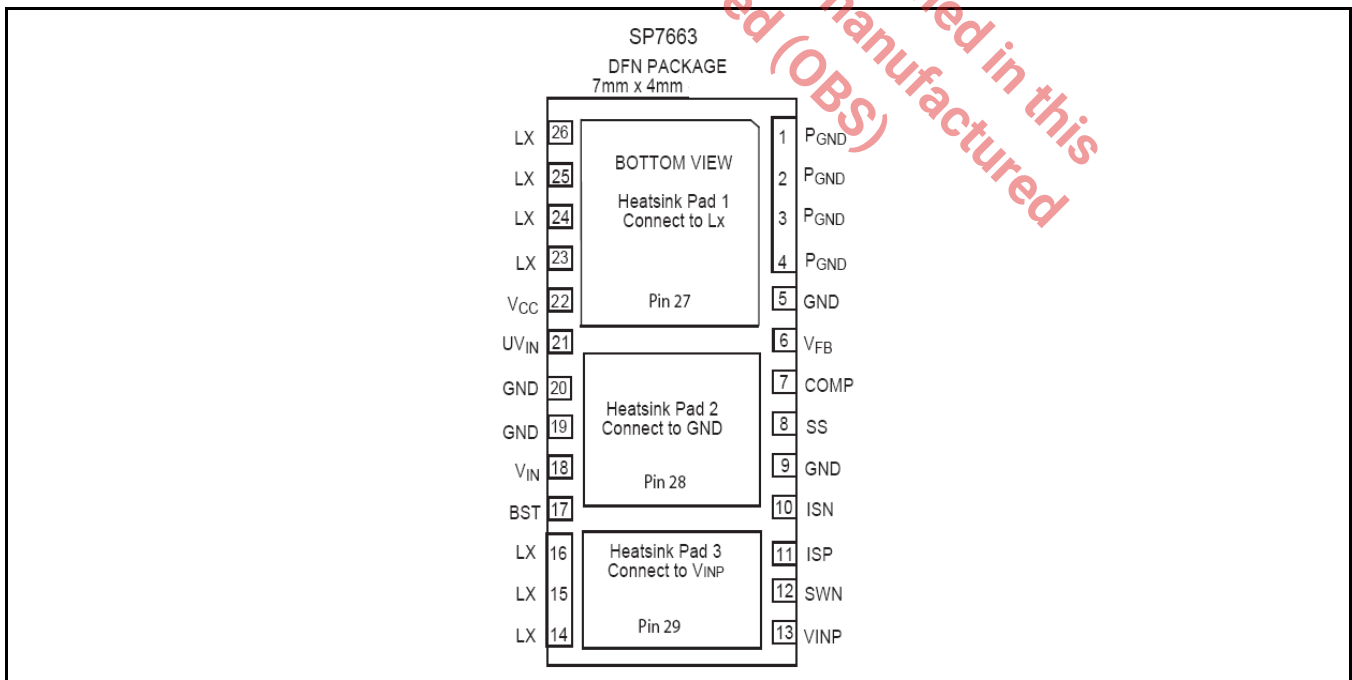 ed in this
manufactured
ed (OBS)
SP7663
DFN PACKAGE
7mm x 4mm
LX 26
LX 25
LX 24
LX 23
VCC 22
UVIN 21
GND 20
GND 19
VIN 18
BST 17
LX 16
LX 15
LX 14
BOTTOM VIEW
Heatsink Pad 1
Connect to Lx
Pin 27
Heatsink Pad 2
Connect to GND
Pin 28
Heatsink Pad 3
Connect to VINP
Pin 29
1 PGND
2 PGND
3 PGND
4 PGND
5 GND
6 VFB
7 COMP
8 SS
9 GND
10 ISN
11 ISP
12 SWN
13 VINP